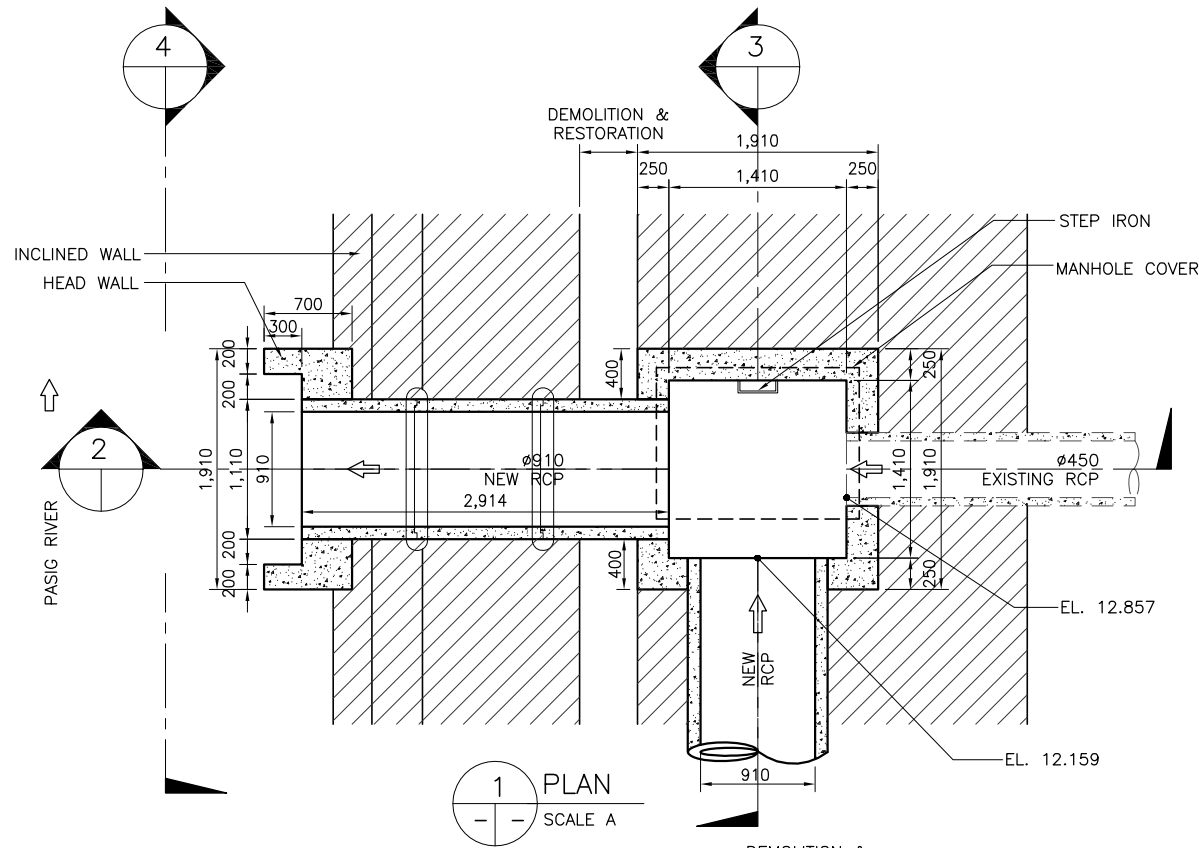 4
3
DEMOLITION &
RESTORATION
1,910
250
1,410
250
STEP IRON
INCLINED WALL
MANHOLE COVER
HEAD WALL
700
300
200
400
250
200
1,910
1,110
910
2
ø910
NEW RCP
1,410
1,910
ø450
EXISTING RCP
2,914
PASIG RIVER
200
200
400
250
EL. 12.857
NEW
RCP
EL. 12.159
910
1
PLAN
SCALE A
DEMOLITION &